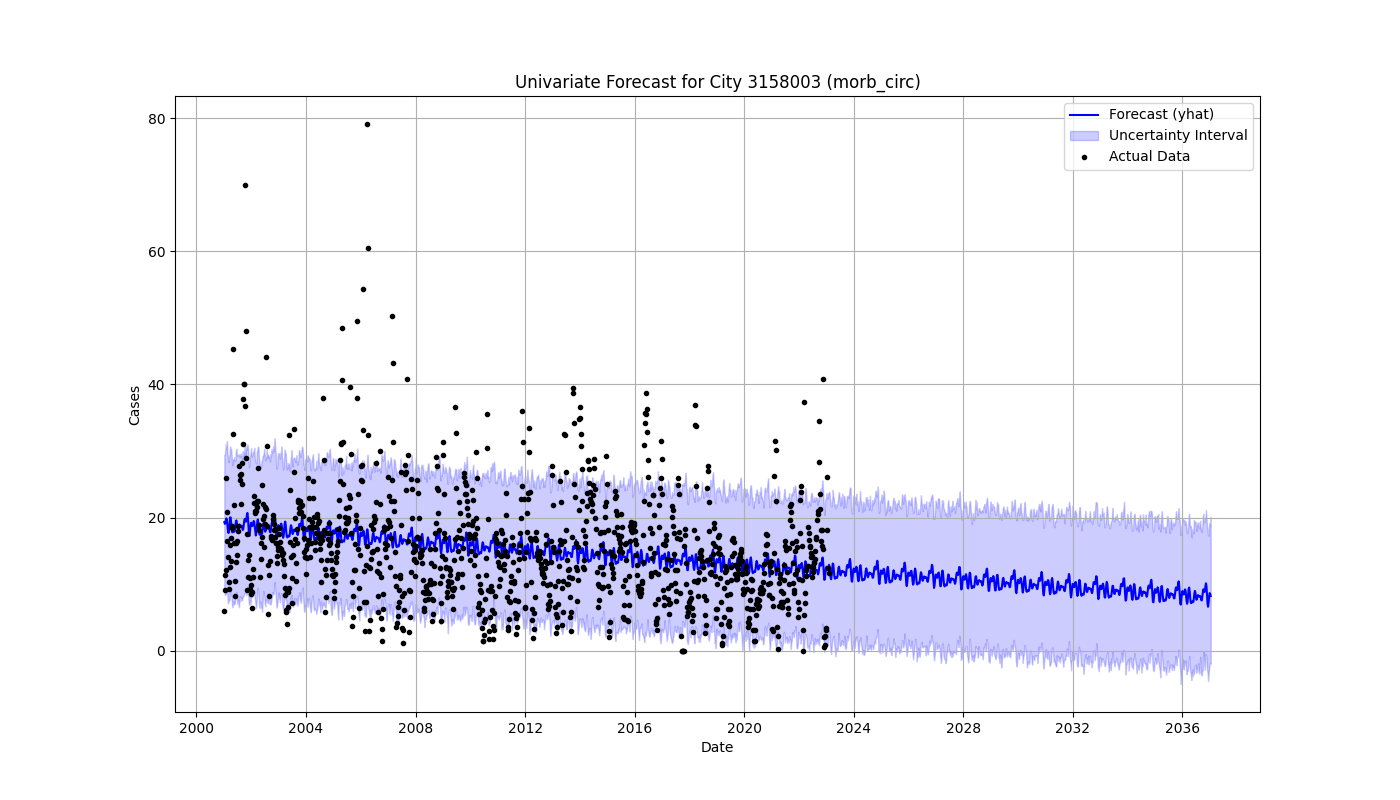 Univariate Forecast for City 3158003 (morb_circ)
Forecast (yhat)
Uncertainty Interval
Actual Data
Cases
80
60
40
20
0
2000 2004 2008 2012 2016 2020 2024 2028 2032 2036
Date